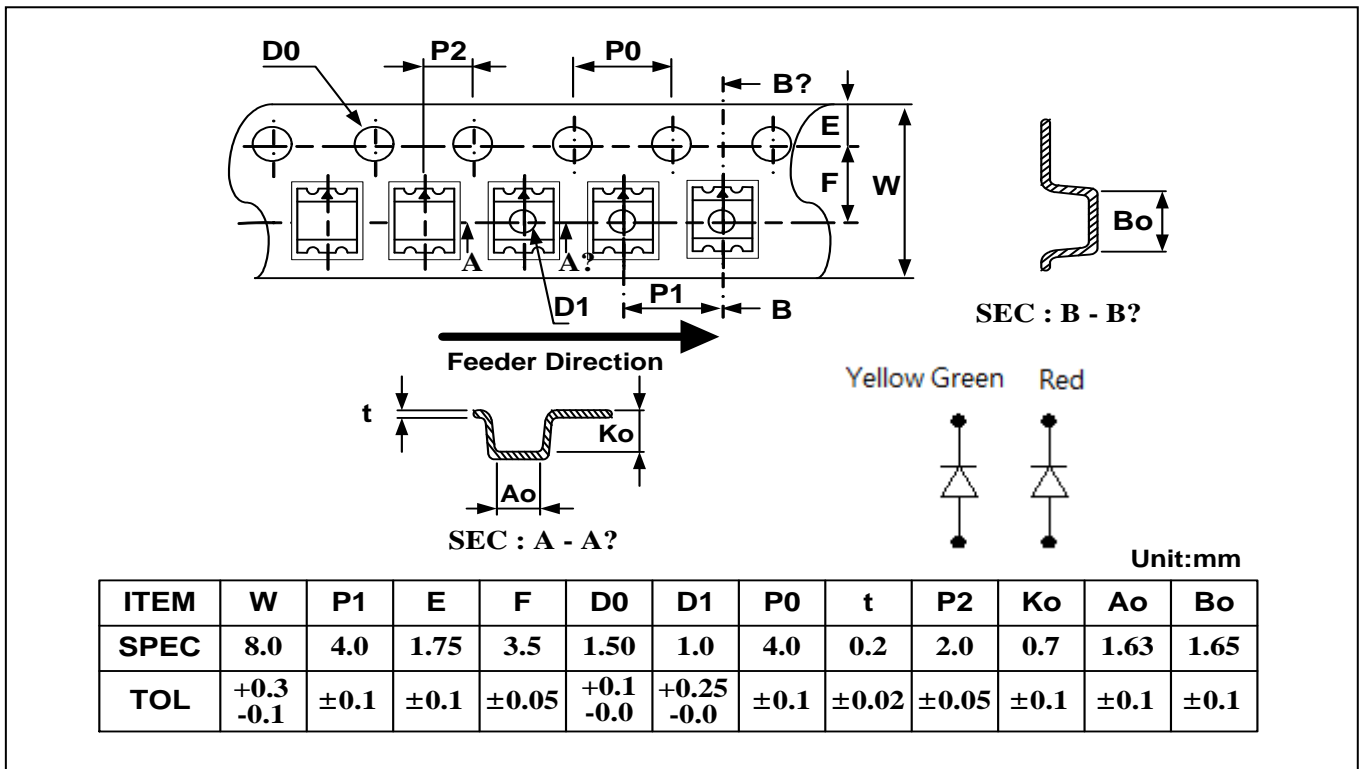 D0 P2 P0
B?
E
F W
A A?
D1 P1 B
Feeder Direction
Bo
SEC : B - B?
t
Ko
Ao
SEC : A - A?
Yellow Green Red
Unit:mm
ITEM W P1 E F D0 D1 P0 t P2 Ko Ao Bo
SPEC 8.0 4.0 1.75 3.5 1.50 1.0 4.0 0.2 2.0 0.7 1.63 1.65
TOL +0.3 -0.1 ±0.1 ±0.1 ±0.05 +0.1 -0.0 +0.25 -0.0 ±0.1 ±0.02 ±0.05 ±0.1 ±0.1 ±0.1